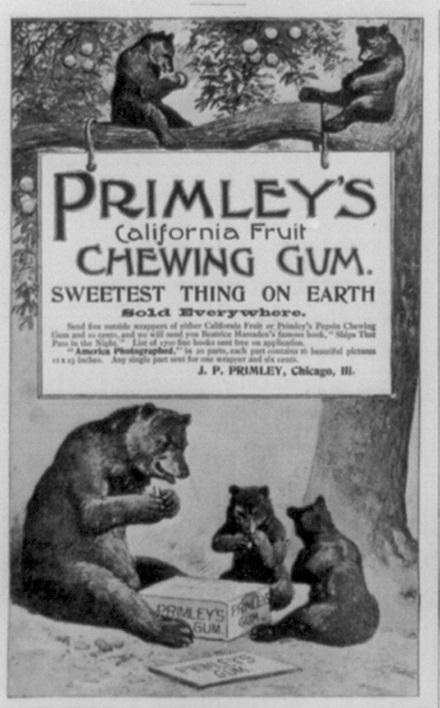 PRIMLEY'S
California Fruit
CHEWING GUM.
SWEETEST THING ON EARTH
Sold Everywhere.
Send five outside wrappers of either California Fruit or Primley's Pepsin Chewing
Gum and 10 cents, and we will send you Beatrice Harraden's famous book, "Ships That
Pass in the Night." List of 1700 fine books sent free on application.
"America Photographed," in 20 parts, each part contains 16 beautiful pictures
11 x 13 inches. Any single part sent for one wrapper and six cents.
J. P. PRIMLEY, Chicago, Ill.
PRIMLEY'S
GUM.
PRIMLEY'S
GUM
PRIMLEY'S
GUM